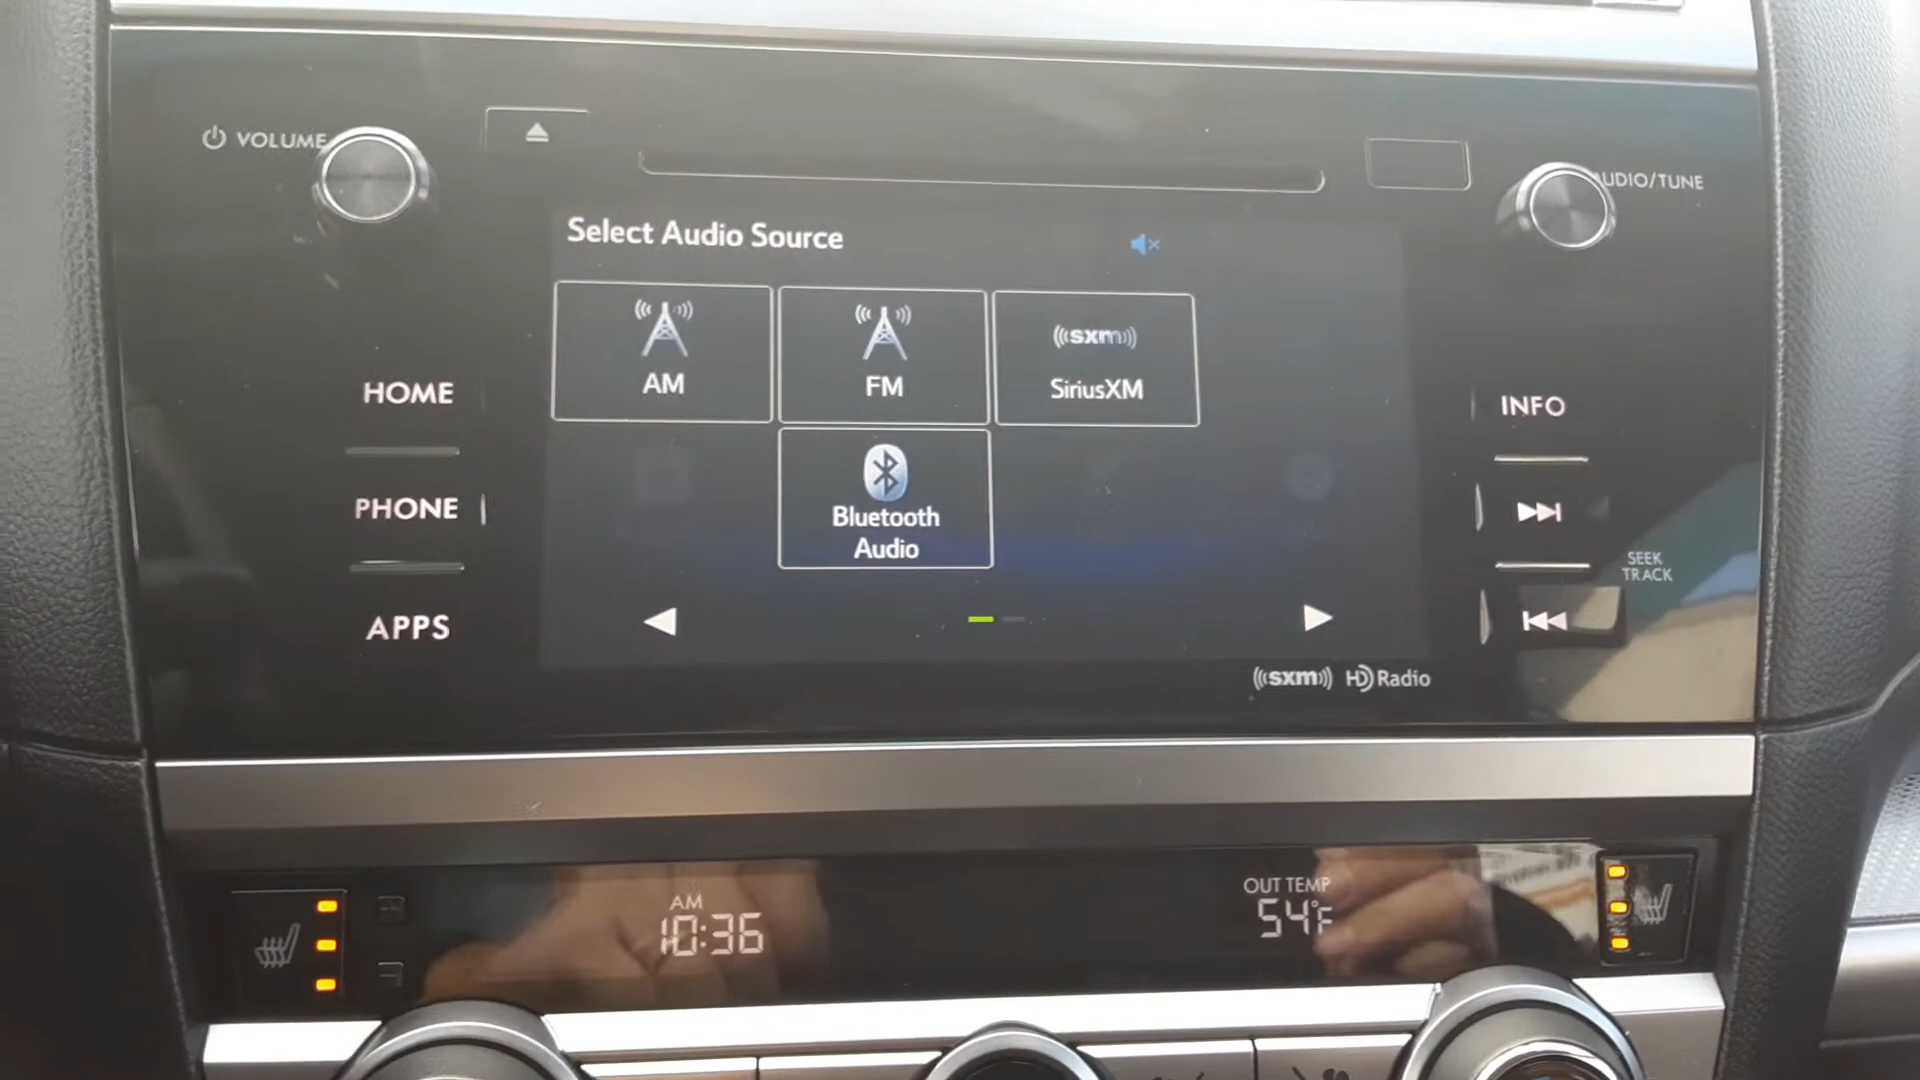 VOLUME
AUDIO/TUNE
Select Audio Source
AM
FM
sxm
SiriusXM
Bluetooth
Audio
HOME
PHONE
APPS
INFO
SEEK
TRACK
sxm HD Radio
AM
10:36
OUT TEMP
54°F